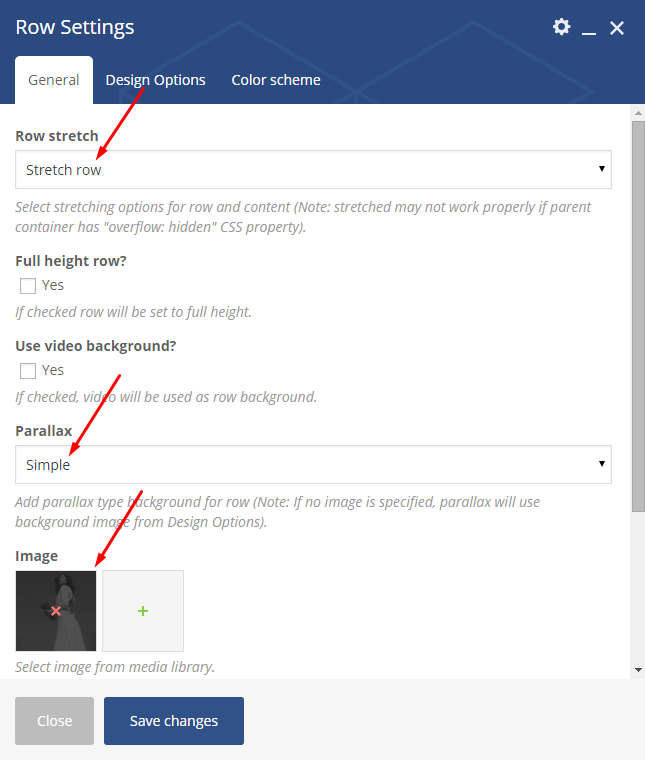 Row Settings
General Design Options Color scheme
Row stretch
Stretch row
Select stretching options for row and content (Note: stretched may not work properly if parent
container has "overflow: hidden" CSS property).
Full height row?
Yes
If checked row will be set to full height.
Use video background?
Yes
If checked, video will be used as row background.
Parallax
Simple
Add parallax type background for row (Note: If no image is specified, parallax will use
background image from Design Options).
Image
Select image from media library.
Close Save changes